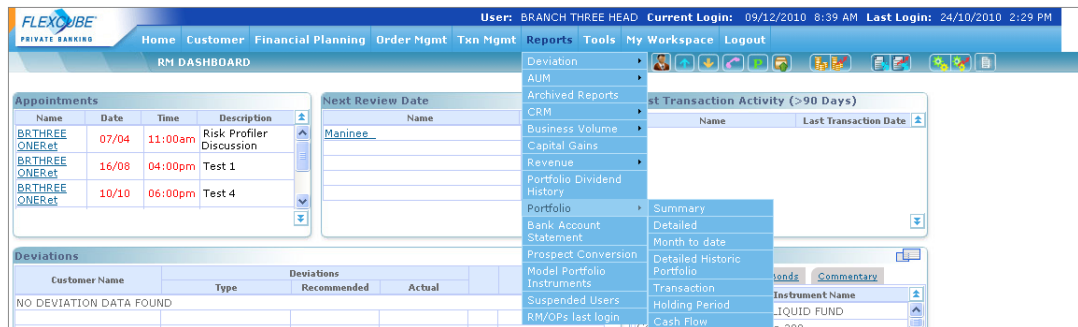 FLEXCUBE
PRIVATE BANKING
User: BRANCH THREE HEAD Current Login: 09/12/2010 8:39 AM Last Login: 24/10/2010 2:29 PM
Home Customer Financial Planning Order Mgmt Txn Mgmt Reports Tools My Workspace Logout
RM DASHBOARD
Deviation
AUM
Archived Reports
CRM
Business Volume
Capital Gains
Revenue
Portfolio Dividend
History
Portfolio
Bank Account
Statement
Prospect Conversion
Model Portfolio
Instruments
Suspended Users
RM/OPs last login
Summary
Detailed
Month to date
Detailed Historic
Portfolio
Transaction
Holding Period
Cash Flow
Appointments
Name Date Time Description
BRTHREE
ONERet 07/04 11:00am Risk Profiler
Discussion
BRTHREE
ONERet 16/08 04:00pm Test 1
BRTHREE
ONERet 10/10 06:00pm Test 4
Next Review Date
Name
Maninee
st Transaction Activity (>90 Days)
Name Last Transaction Date
Deviations
Customer Name Deviations
Type Recommended Actual
NO DEVIATION DATA FOUND
onds Commentary
Instrument Name
IQUID FUND